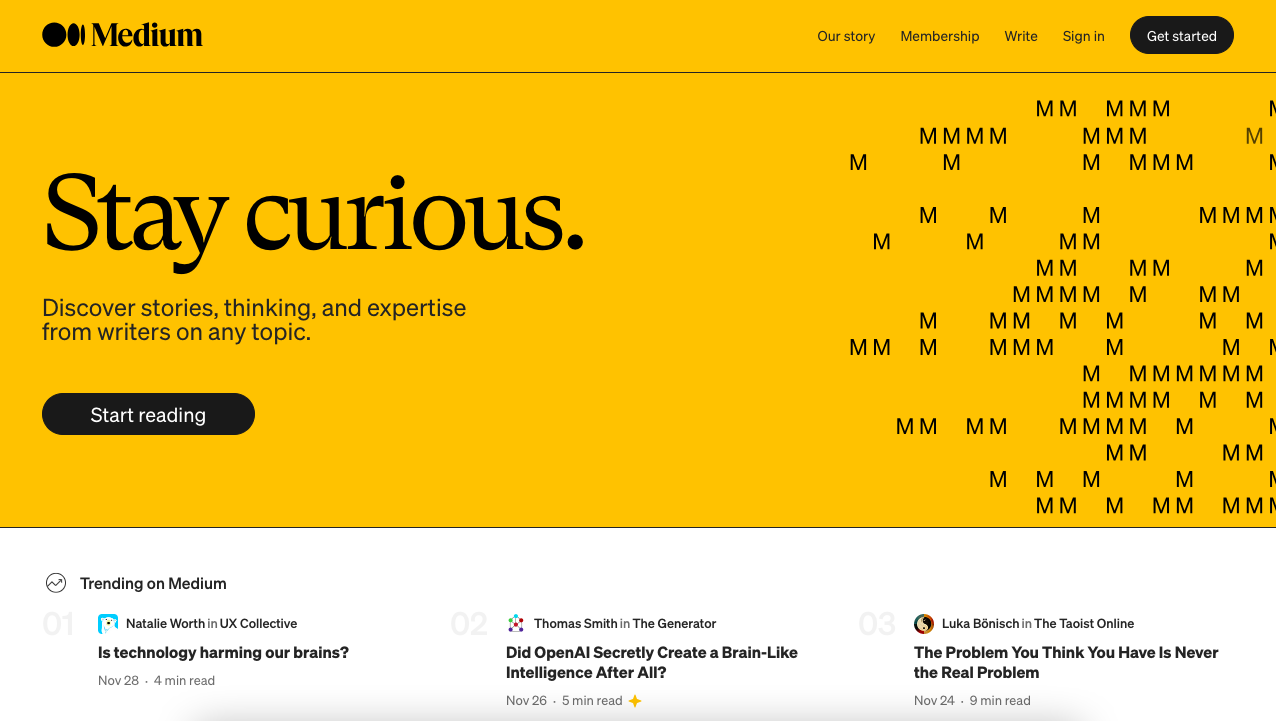 Medium
Our story Membership Write Sign in Get started
M M M M M M
M M M M M M M M
M M M M M M M
M M M M M M M
M M M M M
M M M M M
M M M M M M M
M M M M M M M
M M M M M M M M M
M M M M M M M
M M M M M M
M M M M M M M M M M
M M M M
M M M M M
M M M M M M M M
Stay curious.
Discover stories, thinking, and expertise
from writers on any topic.
Start reading
Trending on Medium
01
Natalie Worth in UX Collective
Is technology harming our brains?
Nov 28 · 4 min read
02
Thomas Smith in The Generator
Did OpenAI Secretly Create a Brain-Like
Intelligence After All?
Nov 26 · 5 min read
03
Luka Bönisch in The Taoist Online
The Problem You Think You Have Is Never
the Real Problem
Nov 24 · 9 min read